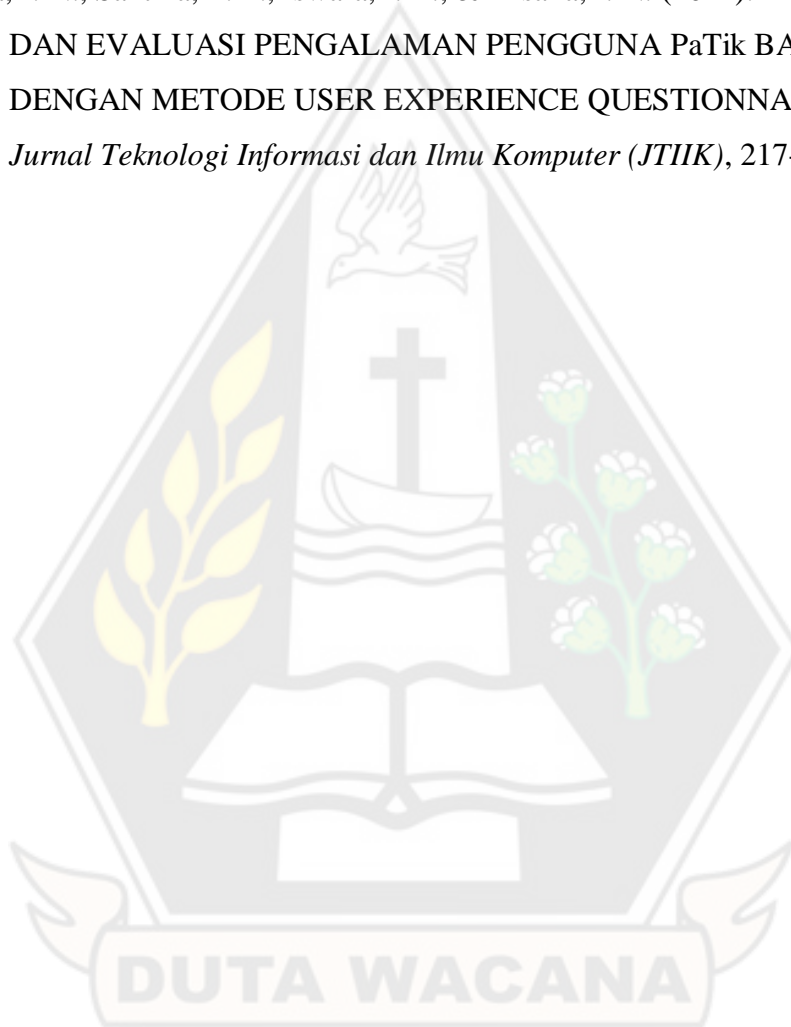 DAN EVALUASI PENGALAMAN PENGGUNA PaTik BA
DENGAN METODE USER EXPERIENCE QUESTIONNA
Jurnal Teknologi Informasi dan Ilmu Komputer (JTIIK), 217-
DUTA WACANA